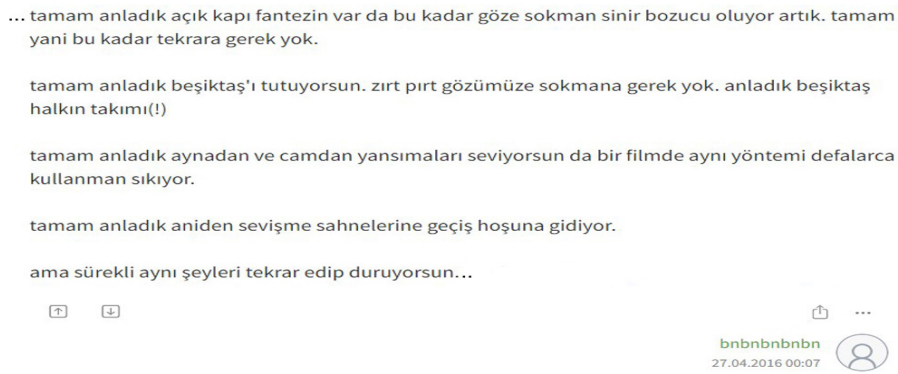 ... tamam anladık açık kapı fantezin var da bu kadar göze sokman sinir bozucu oluyor artık. tamam
yani bu kadar tekrara gerek yok.
tamam anladık beşiktaş'ı tutuyorsun. zırt pırt gözümüze sokmana gerek yok. anladık beşiktaş
halkın takımı(!)
tamam anladık aynadan ve camdan yansımaları seviyorsun da bir filmde aynı yöntemi defalarca
kullanman sıkıyor.
tamam anladık aniden sevişme sahnelerine geçiş hoşuna gidiyor.
ama sürekli aynı şeyleri tekrar edip duruyorsun...
bnbnbnbnbn
27.04.2016 00:07